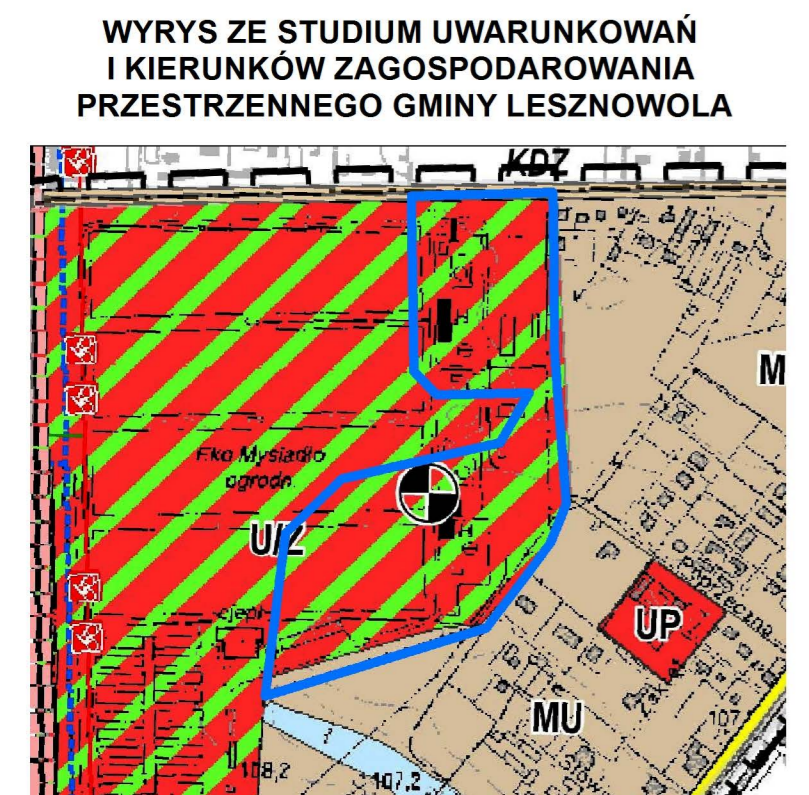 WYRYS ZE STUDIUM UWARUNKOWAŃ
I KIERUNKÓW ZAGOSPODAROWANIA
PRZESTRZENNEGO GMINY LESZNOWOLA
KDZ
M
Eko Mysiadło
ogrodn.
U/Z
UP
MU
107,
108,2
107,2